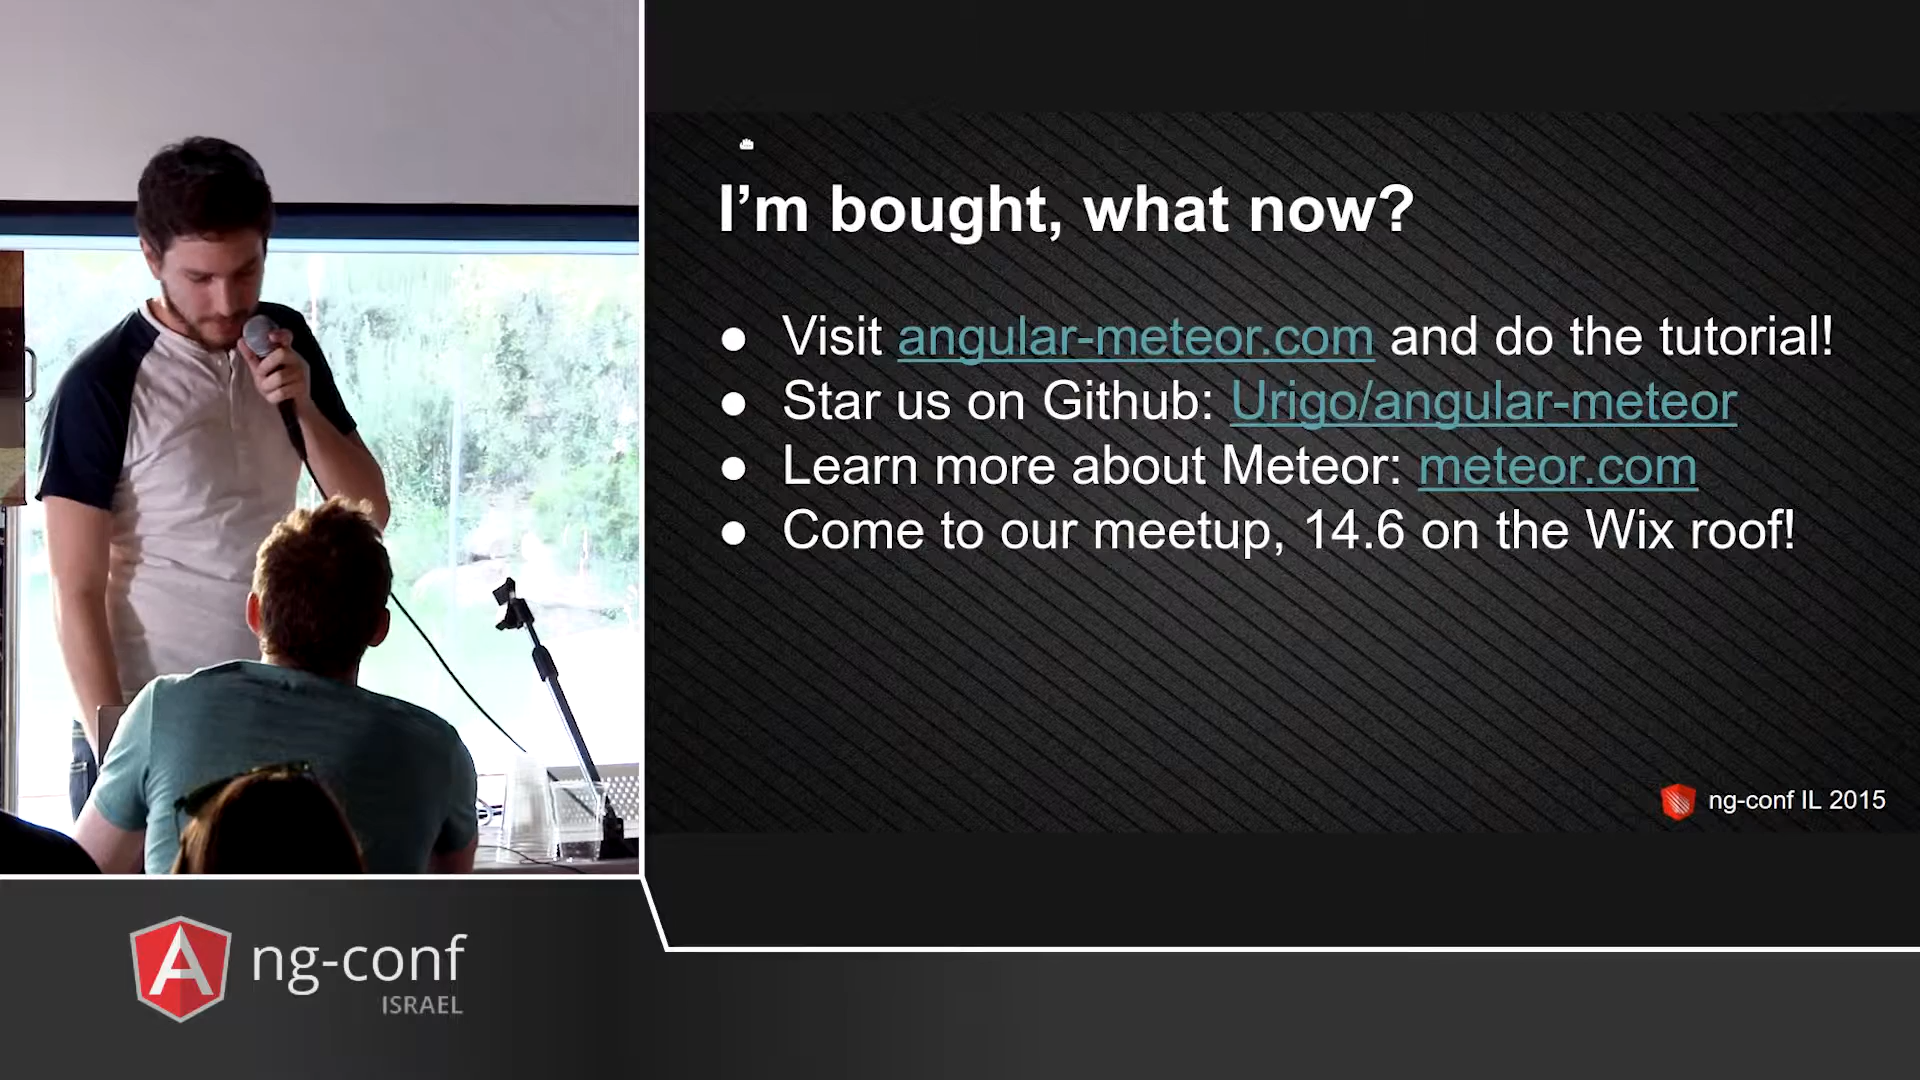 I’m bought, what now?
● Visit angular-meteor.com and do the tutorial!
● Star us on Github: Urigo/angular-meteor
● Learn more about Meteor: meteor.com
● Come to our meetup, 14.6 on the Wix roof!
ng-conf IL 2015
A ng-conf
ISRAEL